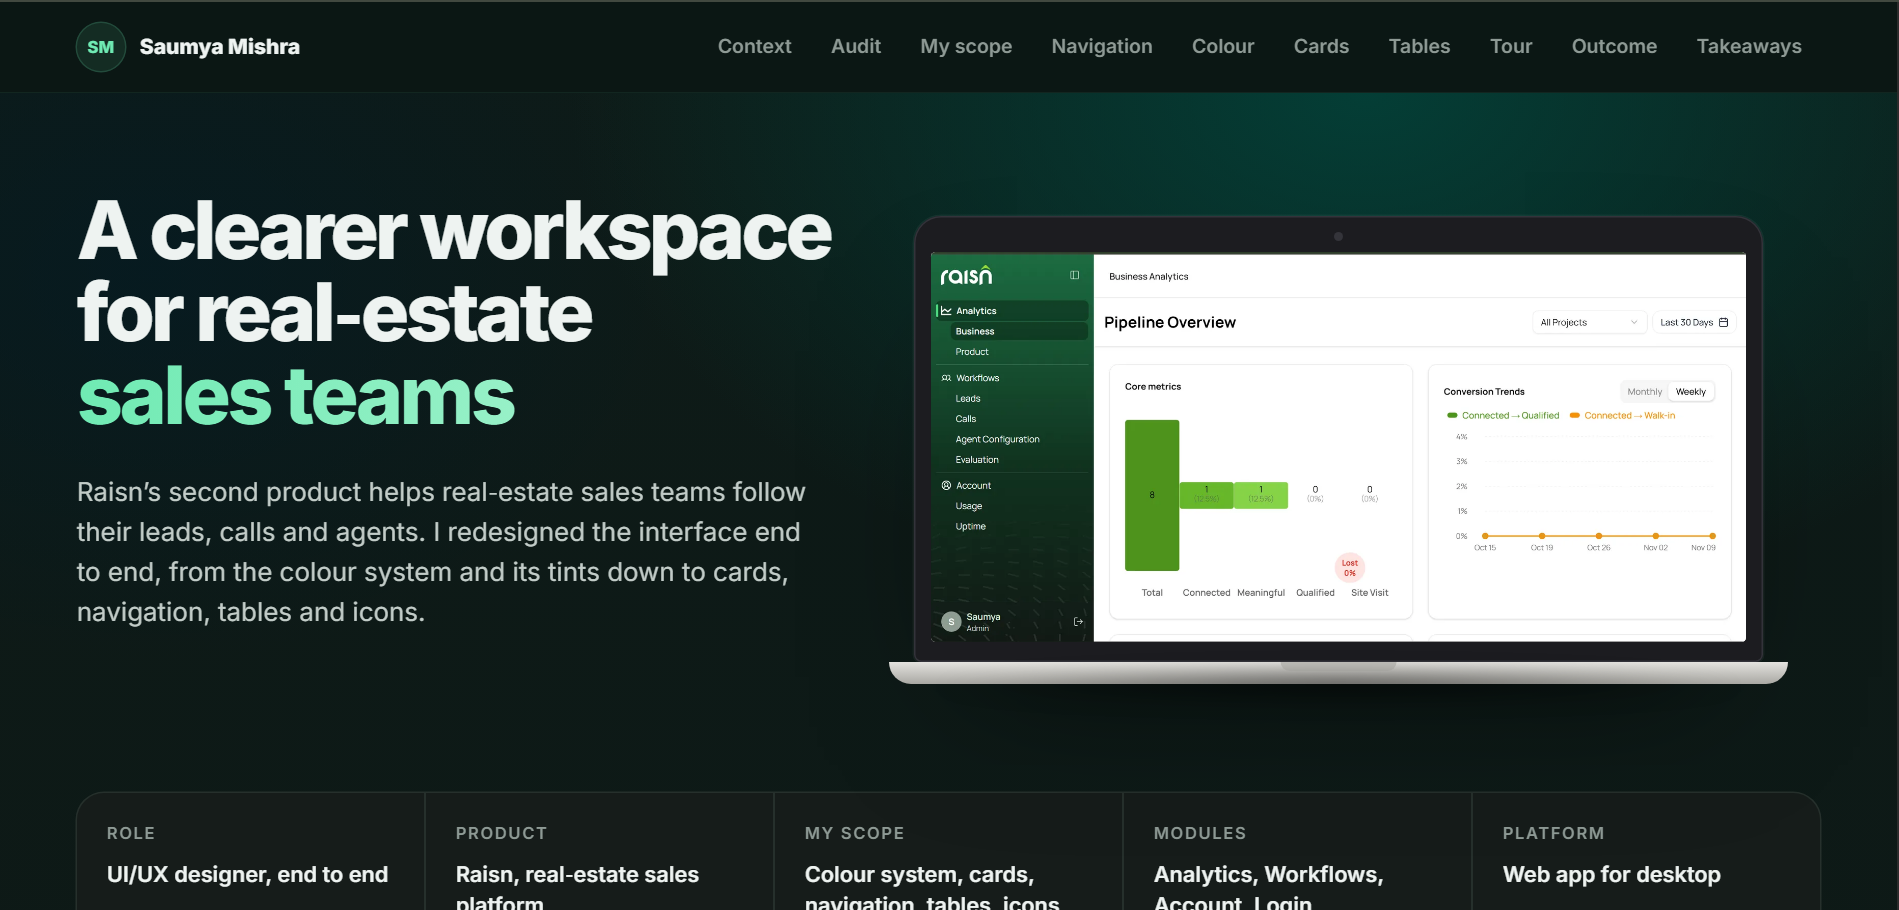 SM
Saumya Mishra
Context
Audit
My scope
Navigation
Colour
Cards
Tables
Tour
Outcome
Takeaways
A clearer workspace
for real-estate
sales teams
Raisn’s second product helps real-estate sales teams follow
their leads, calls and agents. I redesigned the interface end
to end, from the colour system and its tints down to cards,
navigation, tables and icons.
raisn
Analytics
Business
Product
Workflows
Leads
Calls
Agent Configuration
Evaluation
Account
Usage
Uptime
S
Saumya
Admin
Business Analytics
Pipeline Overview
All Projects
Last 30 Days
Core metrics
8
1
(12.5%)
1
(12.5%)
0
(0%)
0
(0%)
Lost
0%
Total
Connected
Meaningful
Qualified
Site Visit
Conversion Trends
Monthly
Weekly
Connected → Qualified
Connected → Walk-in
4%
3%
2%
1%
0%
Oct 15
Oct 19
Oct 26
Nov 02
Nov 09
ROLE
UI/UX designer, end to end
PRODUCT
Raisn, real-estate sales
platform
MY SCOPE
Colour system, cards,
navigation, tables, icons
MODULES
Analytics, Workflows,
Account, Login
PLATFORM
Web app for desktop